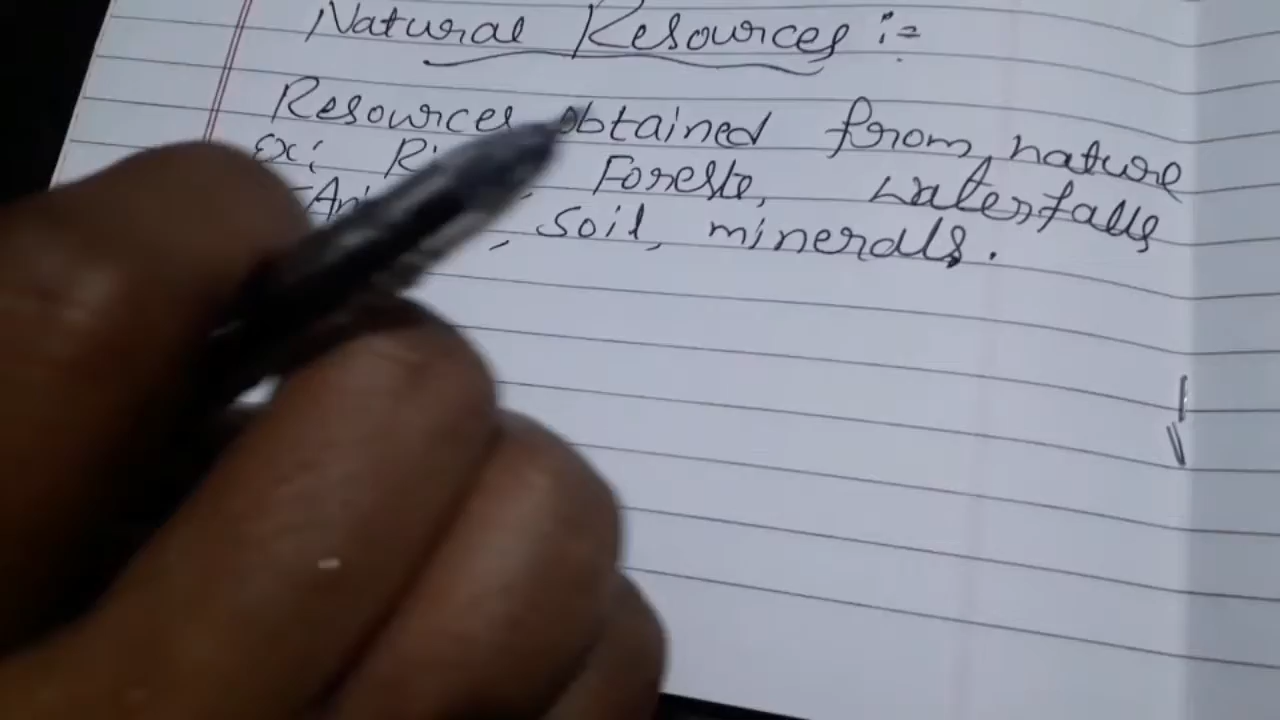 Natural Resources :-
Resources obtained from nature
Ex: Forests, waterfalls
, Soil, minerals.